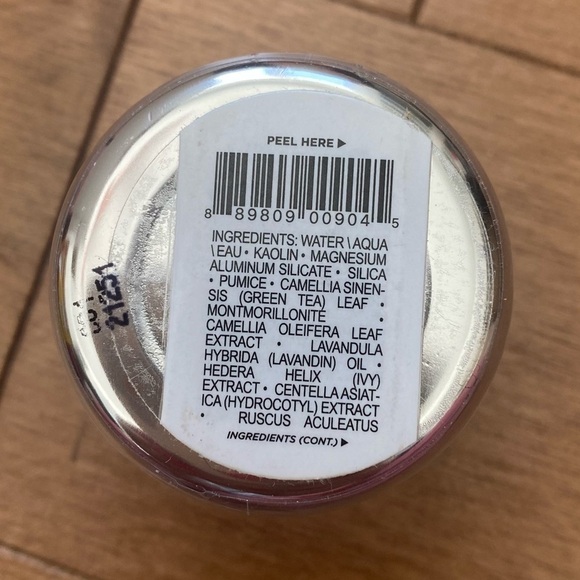 PEEL HERE ▶
8 89809 00904 5
INGREDIENTS: WATER \ AQUA
\ EAU • KAOLIN • MAGNESIUM
ALUMINUM SILICATE • SILICA
• PUMICE • CAMELLIA SINEN-
SIS (GREEN TEA) LEAF •
MONTMORILLONITE •
CAMELLIA OLEIFERA LEAF
EXTRACT • LAVANDULA
HYBRIDA (LAVANDIN) OIL •
HEDERA HELIX (IVY)
EXTRACT • CENTELLA ASIAT-
ICA (HYDROCOTYL) EXTRACT
• RUSCUS ACULEATUS
INGREDIENTS (CONT.) ▶
21251